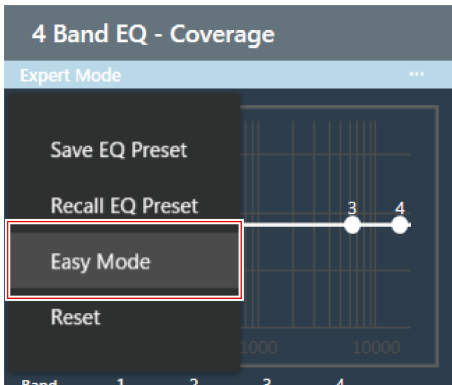 4 Band EQ - Coverage
Expert Mode ...
Save EQ Preset
Recall EQ Preset
3 4
Easy Mode
Reset
1000 10000
Band 1 2 3 4